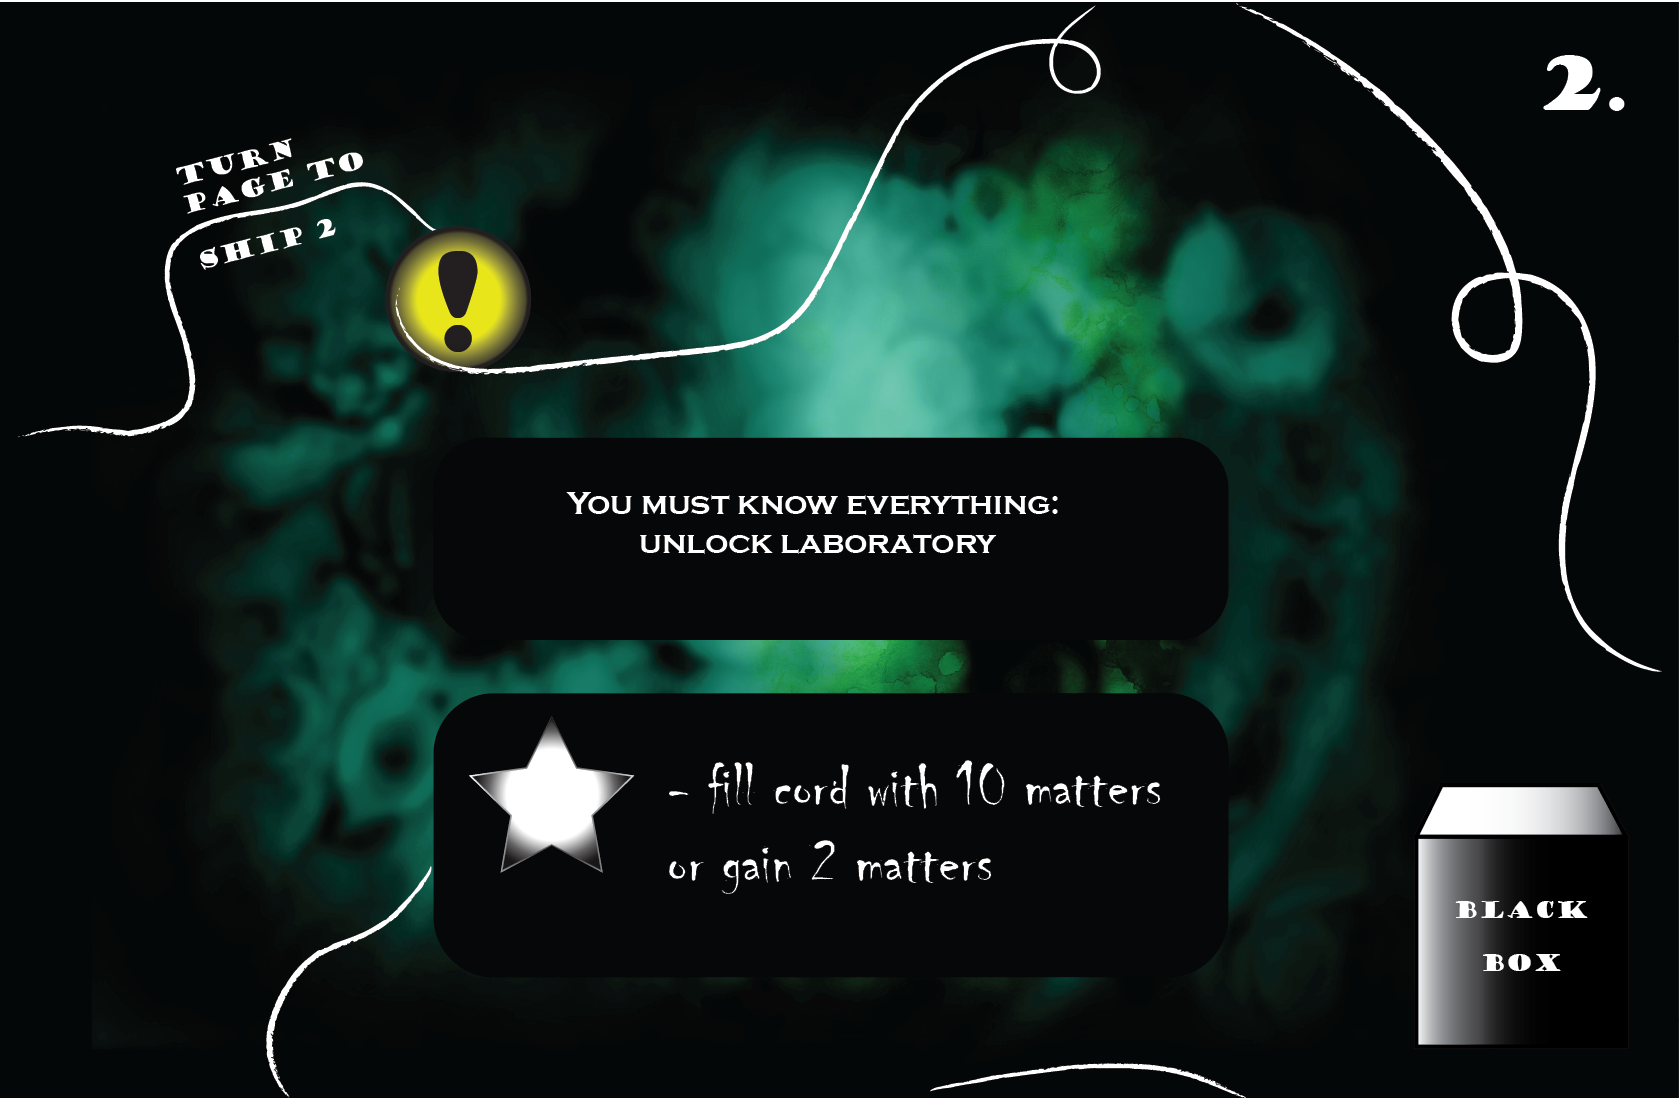 2.
TURN
PAGE TO
SHIP 2
!
You must know everything:
unlock laboratory
- fill cord with 10 matters
or gain 2 matters
BLACK
BOX